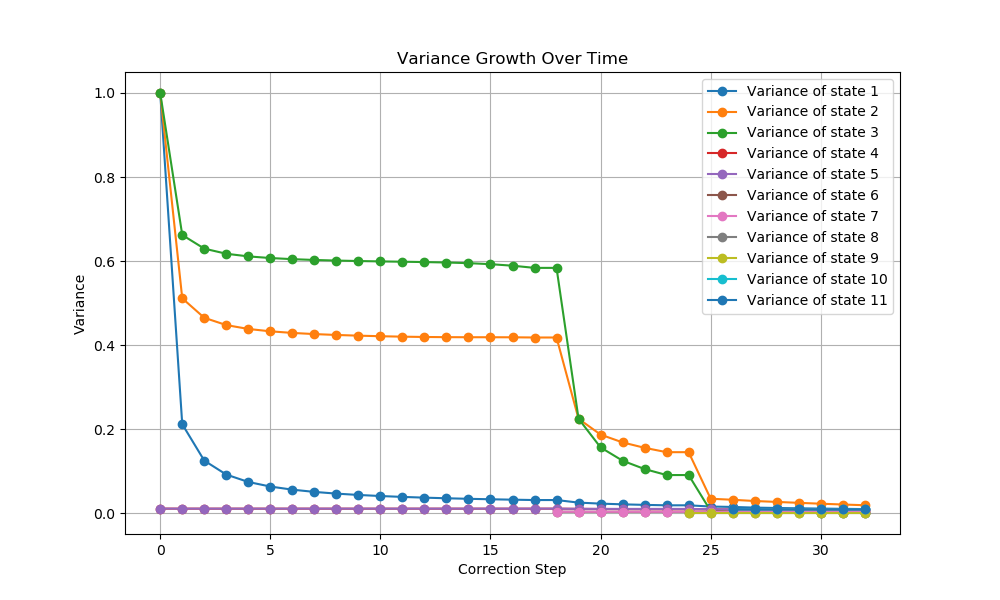 Variance Growth Over Time
1.0
0.8
0.6
0.4
0.2
0.0
Variance
0 5 10 15 20 25 30
Correction Step
Variance of state 1
Variance of state 2
Variance of state 3
Variance of state 4
Variance of state 5
Variance of state 6
Variance of state 7
Variance of state 8
Variance of state 9
Variance of state 10
Variance of state 11